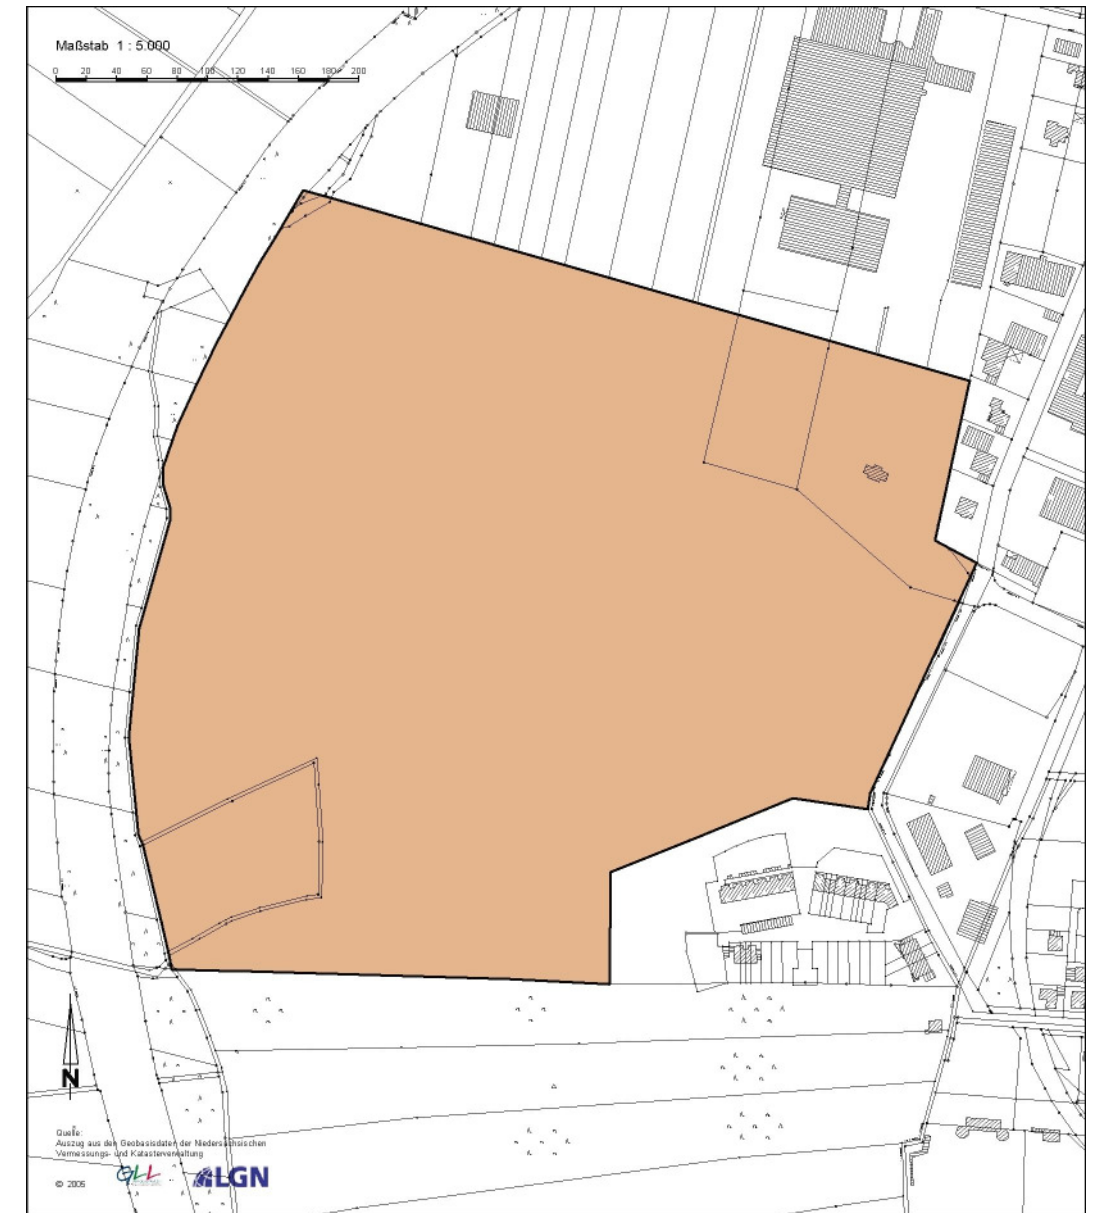 Maßstab 1 : 5.000
0 20 40 60 80 100 120 140 160 180 200
N
Quelle:
Auszug aus den Geobasisdaten der Niedersächsischen
Vermessungs- und Katasterverwaltung
© 2005
GLL
LGN